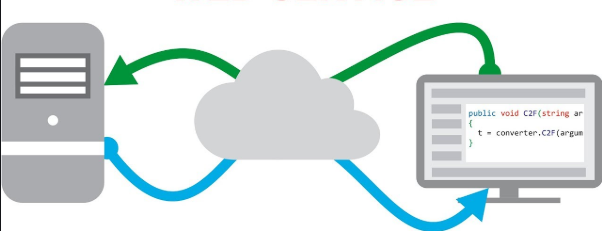 public void C2F(string ar
{
t = converter.C2F(argum
}